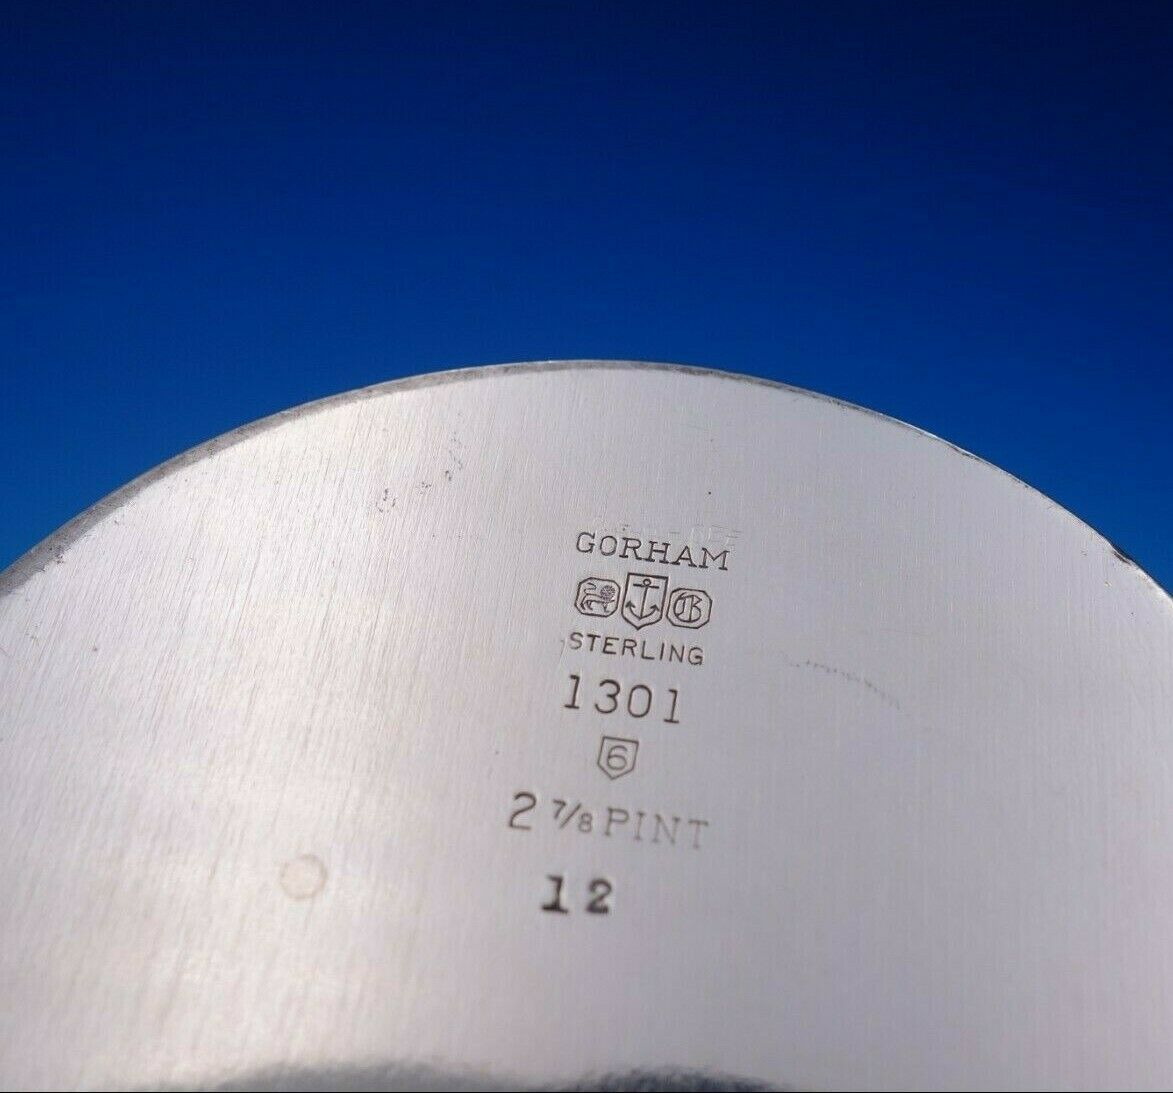 GORHAM
STERLING
1301
6
2 7/8 PINT
12